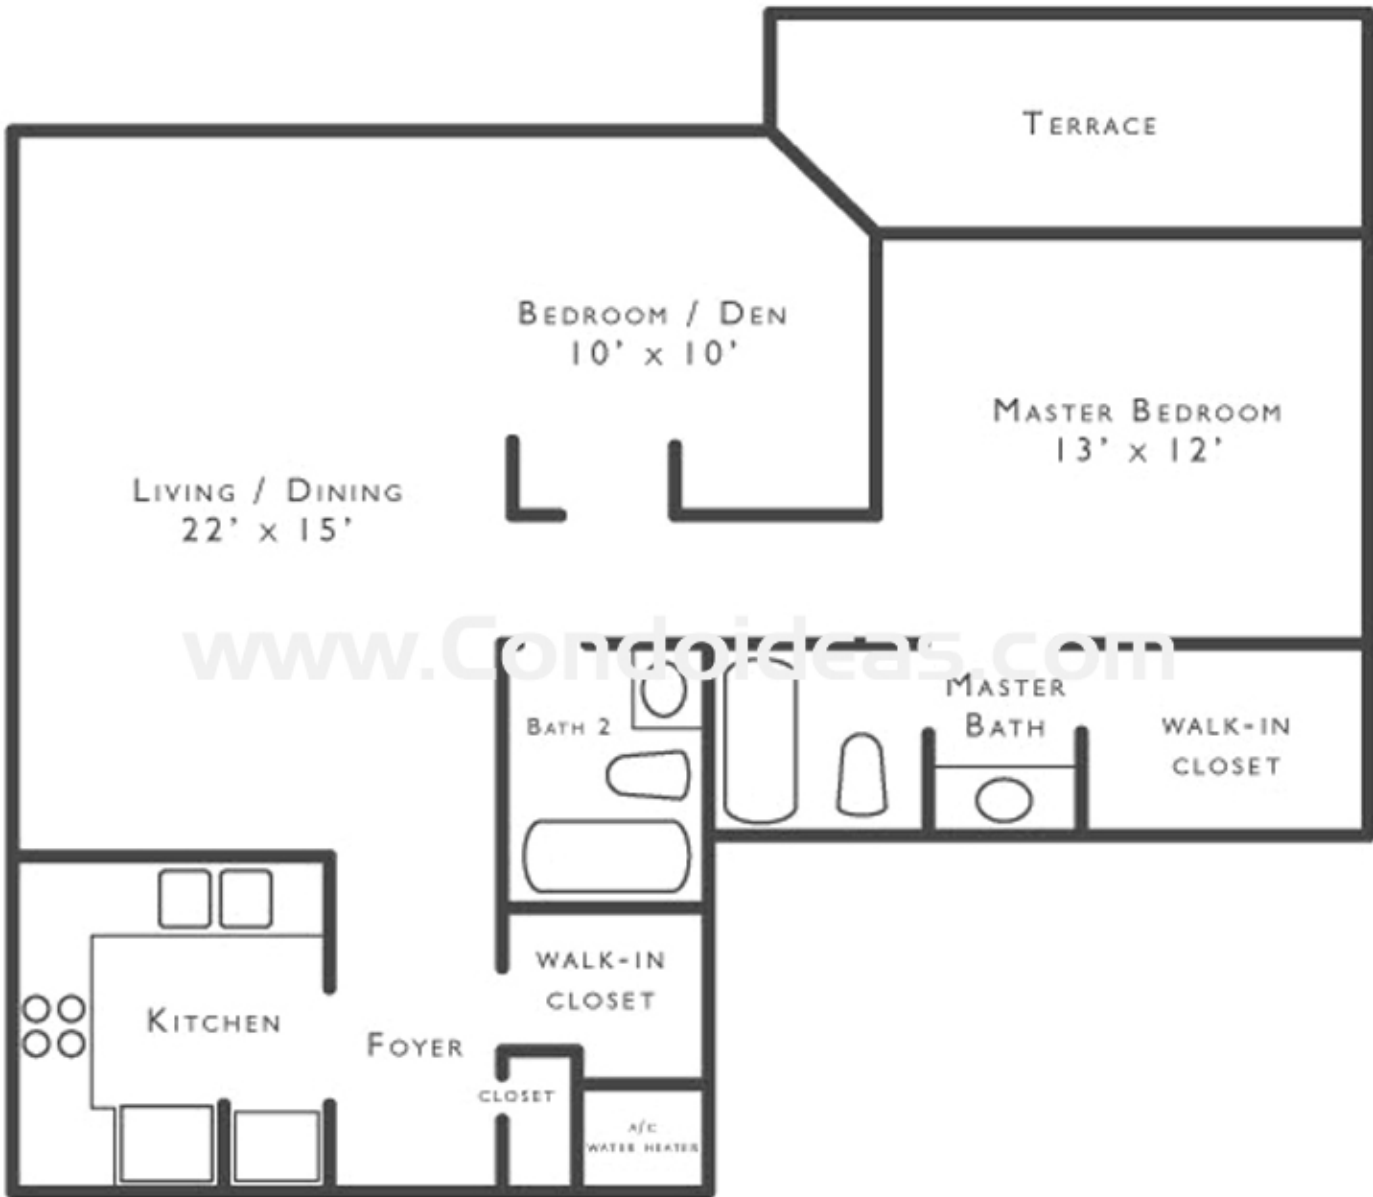 TERRACE
BEDROOM / DEN
10' x 10'
MASTER BEDROOM
13' x 12'
LIVING / DINING
22' x 15'
www.Condoideas.com
MASTER
BATH
BATH 2
WALK-IN
CLOSET
WALK-IN
CLOSET
KITCHEN
FOYER
CLOSET
A/C
WATER HEATER